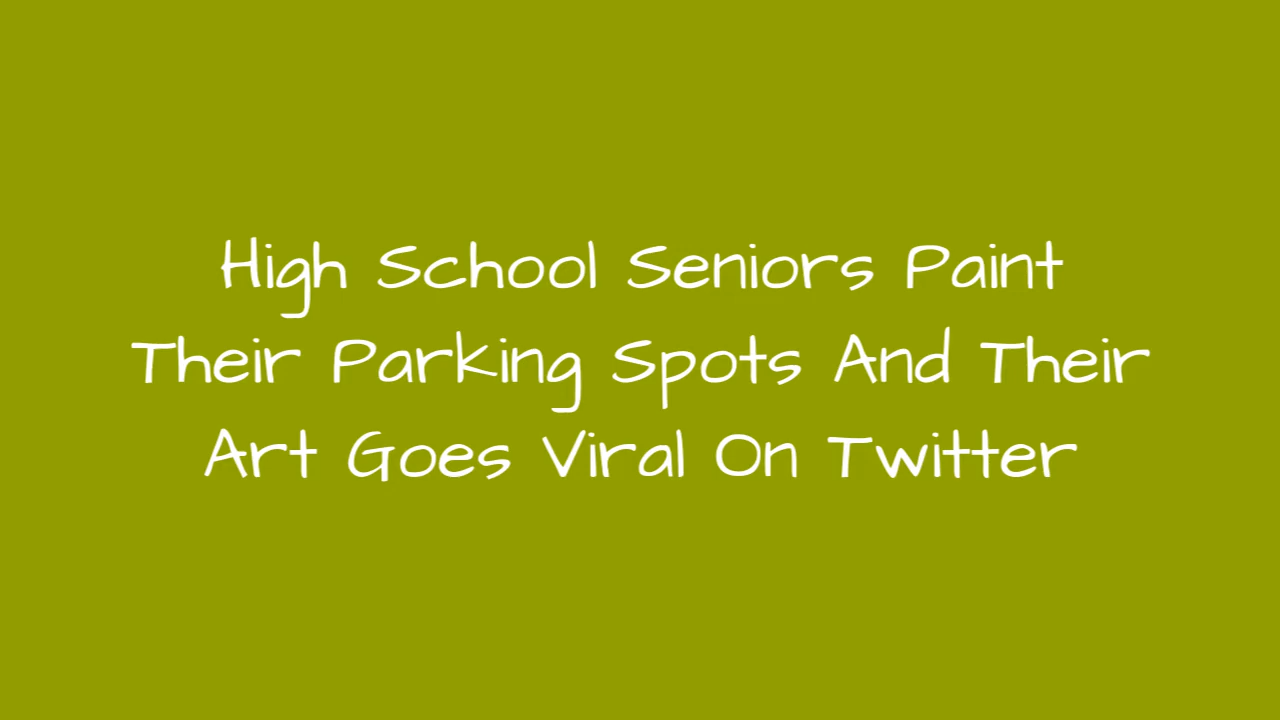 High School Seniors Paint
Their Parking Spots And Their
Art Goes Viral On Twitter